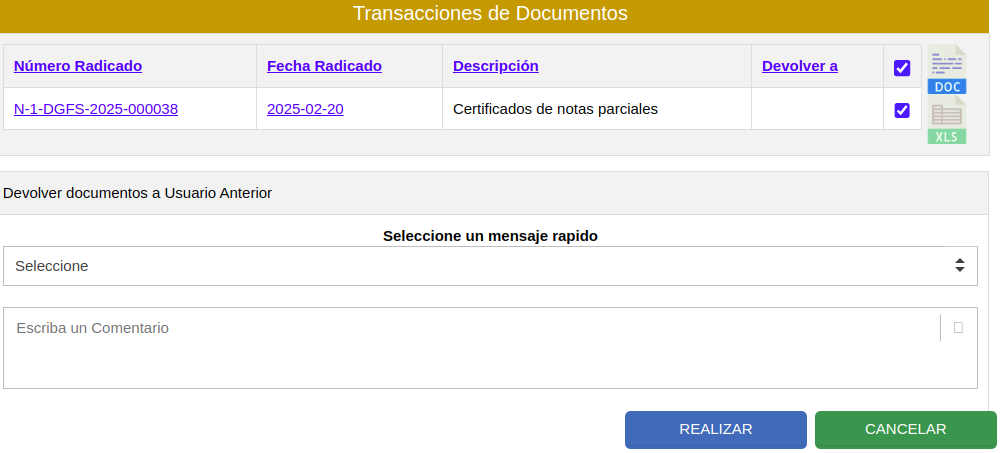 Transacciones de Documentos
Número Radicado Fecha Radicado Descripción Devolver a
DOC
N-1-DGFS-2025-000038 2025-02-20 Certificados de notas parciales
XLS
Devolver documentos a Usuario Anterior
Seleccione un mensaje rapido
Seleccione
Escriba un Comentario
REALIZAR CANCELAR